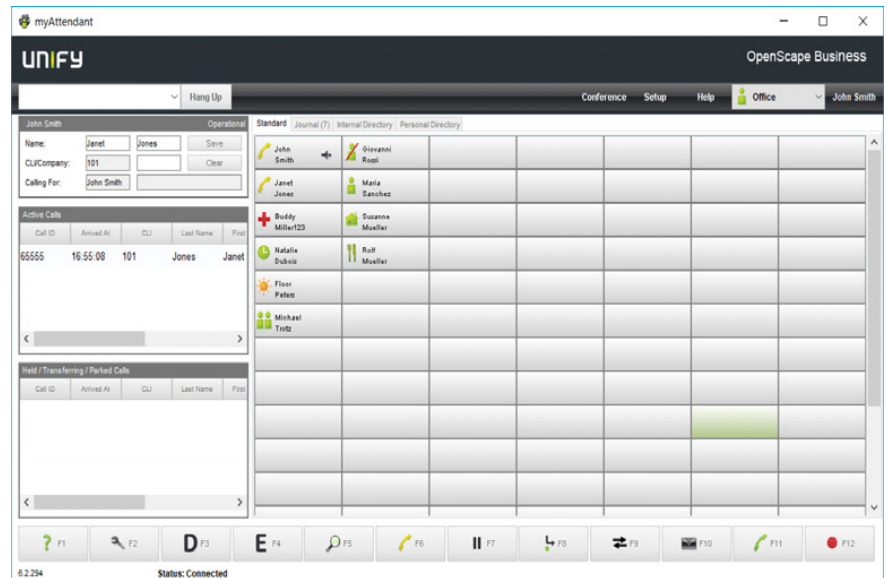 myAttendant
UNIFY
OpenScape Business
Hang Up
Conference Setup Help Office John Smith
John Smith Operational
Name: Janet Jones Save
CLI/Company: 101 Clear
Calling For: John Smith
Active Calls
Call ID Arrived At CLI Last Name First
65555 16:55:08 101 Jones Janet
Held / Transferring / Parked Calls
Call ID Arrived At CLI Last Name First
Standard Journal (7) Internal Directory Personal Directory
John Smith
Giovanni Rossi
Janet Jones
Maria Sanchez
Buddy Miller123
Susanne Mueller
Natalie Dubois
Rolf Mueller
Floor Peters
Michael Trotz
? F1 F2 D F3 E F4 F5 F6 F7 F8 F9 F10 F11 F12
6.2.294 Status: Connected